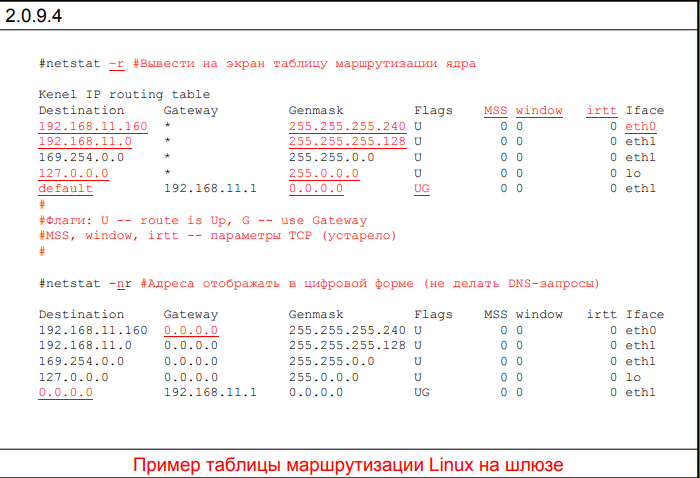 2.0.9.4
#netstat -r #Вывести на экран таблицу маршрутизации ядра
Kenel IP routing table
Destination Gateway Genmask Flags MSS window irtt Iface
192.168.11.160 * 255.255.255.240 U 0 0 0 eth0
192.168.11.0 * 255.255.255.128 U 0 0 0 eth1
169.254.0.0 * 255.255.0.0 U 0 0 0 eth1
127.0.0.0 * 255.0.0.0 U 0 0 0 lo
default 192.168.11.1 0.0.0.0 UG 0 0 0 eth1
#
#Флаги: U -- route is Up, G -- use Gateway
#MSS, window, irtt -- параметры TCP (устарело)
#
#netstat -nr #Адреса отображать в цифровой форме (не делать DNS-запросы)
Destination Gateway Genmask Flags MSS window irtt Iface
192.168.11.160 0.0.0.0 255.255.255.240 U 0 0 0 eth0
192.168.11.0 0.0.0.0 255.255.255.128 U 0 0 0 eth1
169.254.0.0 0.0.0.0 255.255.0.0 U 0 0 0 eth1
127.0.0.0 0.0.0.0 255.0.0.0 U 0 0 0 lo
0.0.0.0 192.168.11.1 0.0.0.0 UG 0 0 0 eth1
Пример таблицы маршрутизации Linux на шлюзе